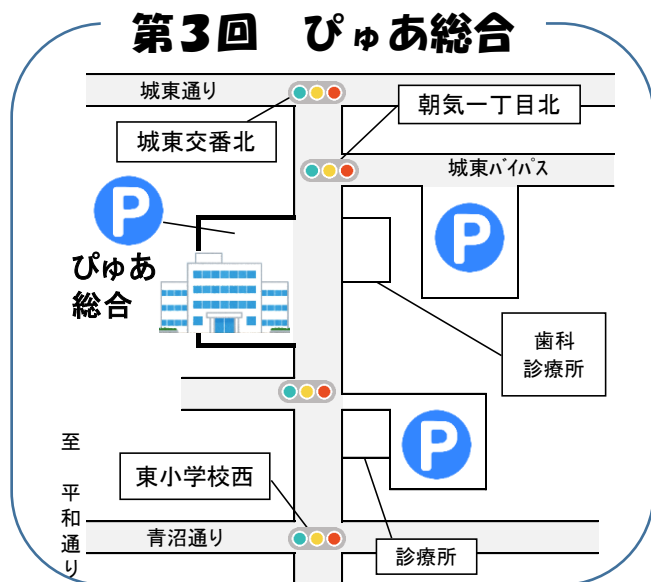 第3回　ぴゅあ総合
城東通り
城東交番北
朝気一丁目北
城東ﾊﾞｲﾊﾟｽ
P
P
ぴゅあ
総合
歯科
診療所
P
至　平和通り
東小学校西
青沼通り
診療所